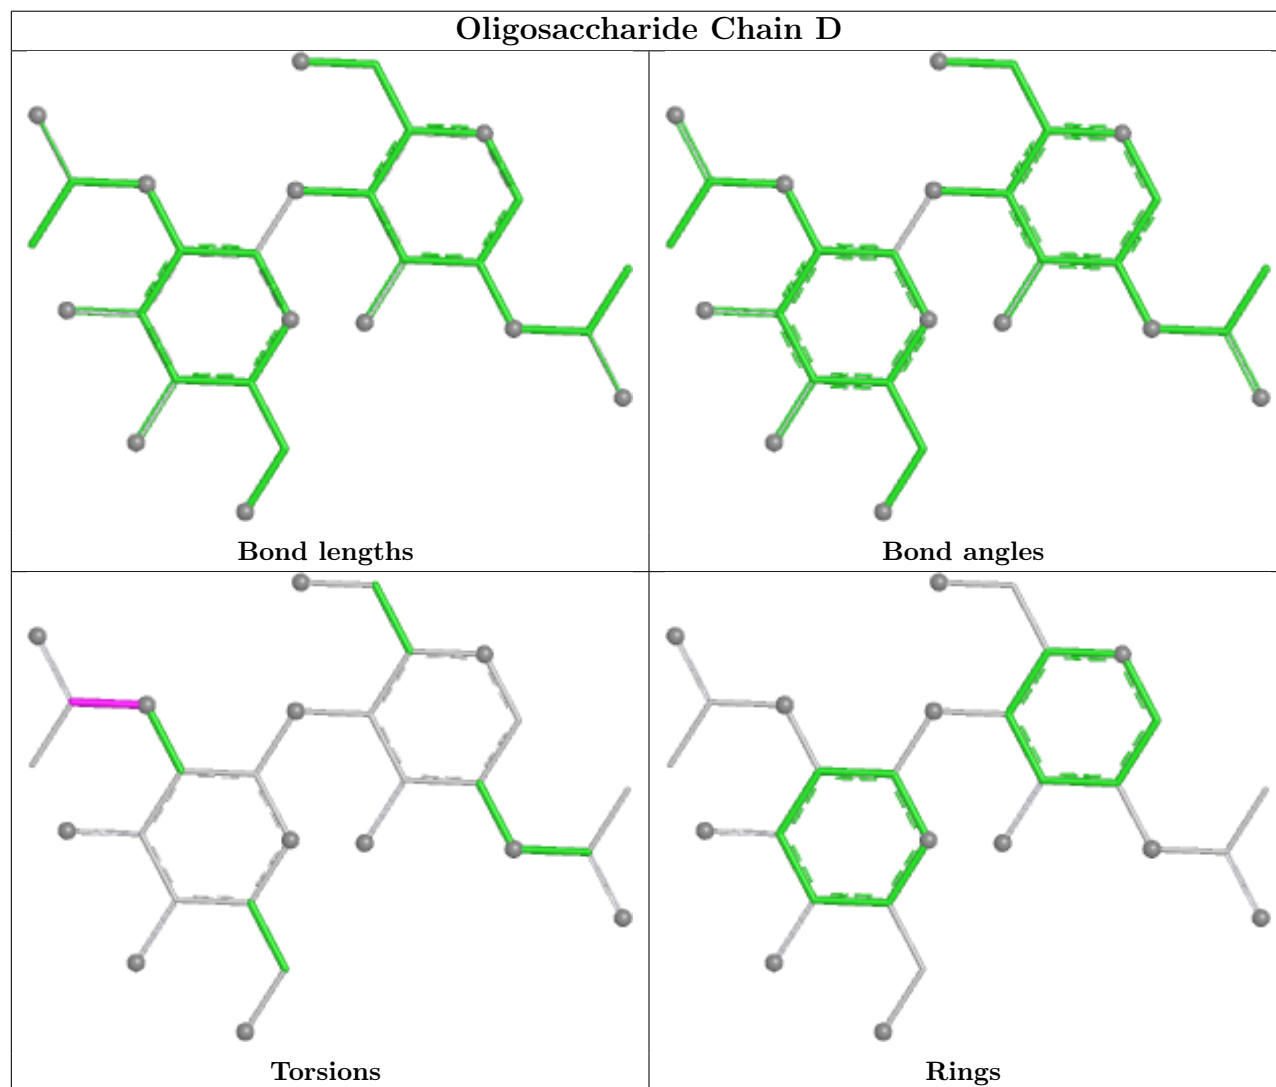 Oligosaccharide Chain D
Bond lengths
Bond angles
Torsions
Rings